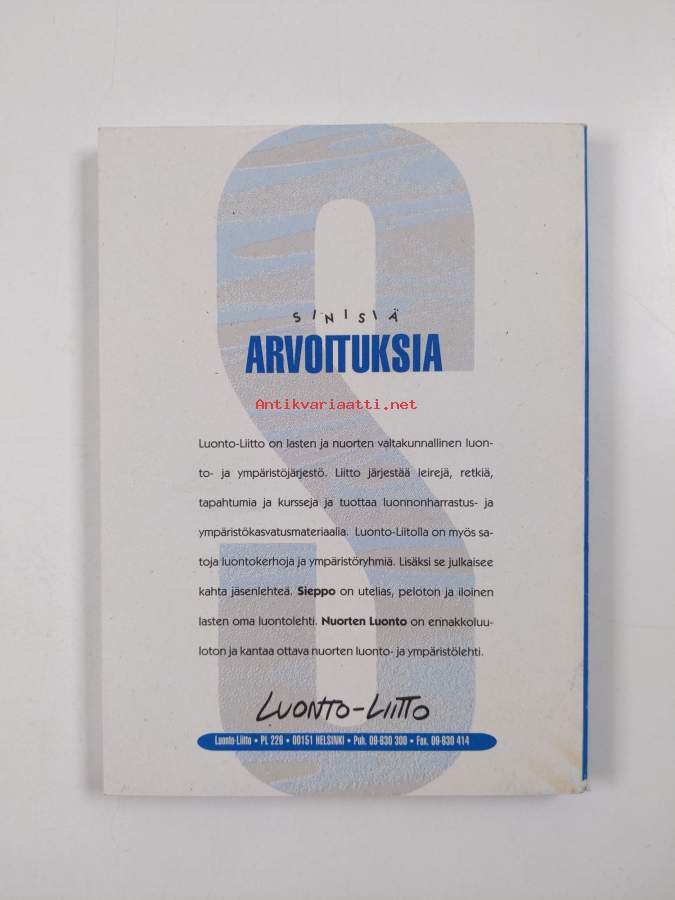 SINISIÄ
ARVOITUKSIA
Antikvariaatti.net
Luonto-Liitto on lasten ja nuorten valtakunnallinen luon-
to- ja ympäristöjärjestö. Liitto järjestää leirejä, retkiä,
tapahtumia ja kursseja ja tuottaa luonnonharrastus- ja
ympäristökasvatusmateriaalia. Luonto-Liitolla on myös sa-
toja luontokerhoja ja ympäristöryhmiä. Lisäksi se julkaisee
kahta jäsenlehteä. Sieppo on utelias, peloton ja iloinen
lasten oma luontolehti. Nuorten Luonto on ennakkoluu-
loton ja kantaa ottava nuorten luonto- ja ympäristölehti.
LUONTO-LIITTO
Luonto-Liitto • PL 226 • 00151 HELSINKI • Puh. 09-630 300 • Fax. 09-630 414